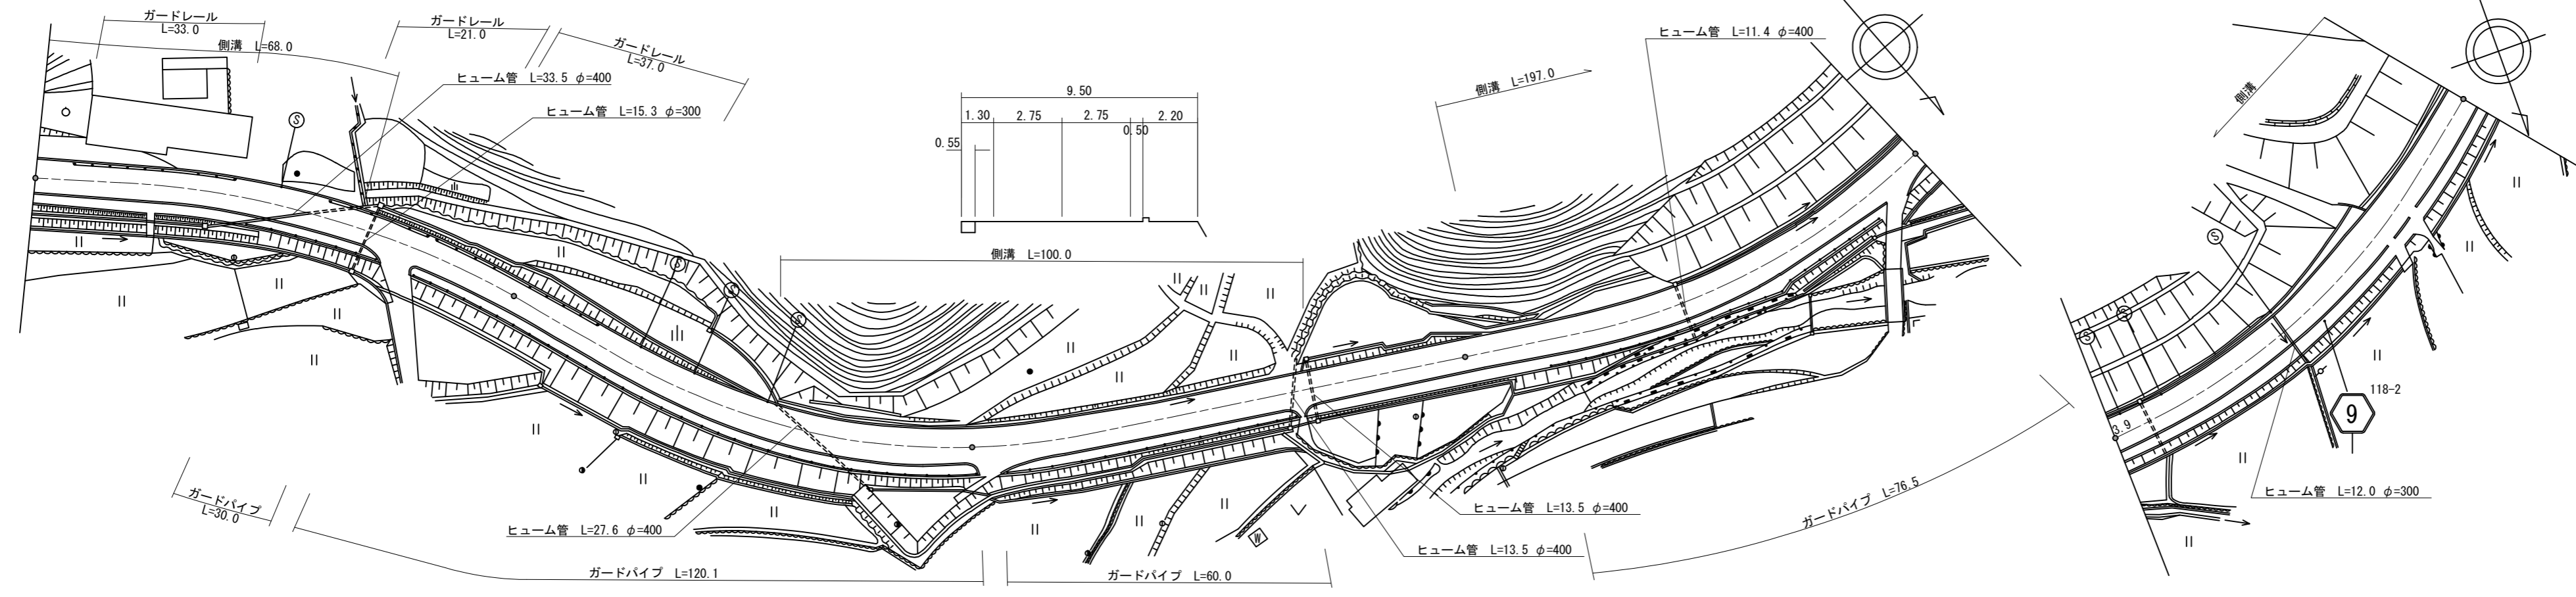 ガードレール
L=33.0
側溝 L=68.0
ガードレール
L=21.0
ガードレール
L=37.0
ヒューム管 L=33.5 φ=400
ヒューム管 L=15.3 φ=300
S
9.50
1.30 2.75 2.75 2.20
0.50
0.55
側溝 L=100.0
側溝 L=197.0
ヒューム管 L=11.4 φ=400
側溝
S
S
S
S
S
S
3.9
118-2
9
ヒューム管 L=12.0 φ=300
ガードパイプ
L=30.0
ヒューム管 L=27.6 φ=400
ガードパイプ L=120.1
ガードパイプ L=60.0
W
ヒューム管 L=13.5 φ=400
ヒューム管 L=13.5 φ=400
ガードパイプ L=76.5